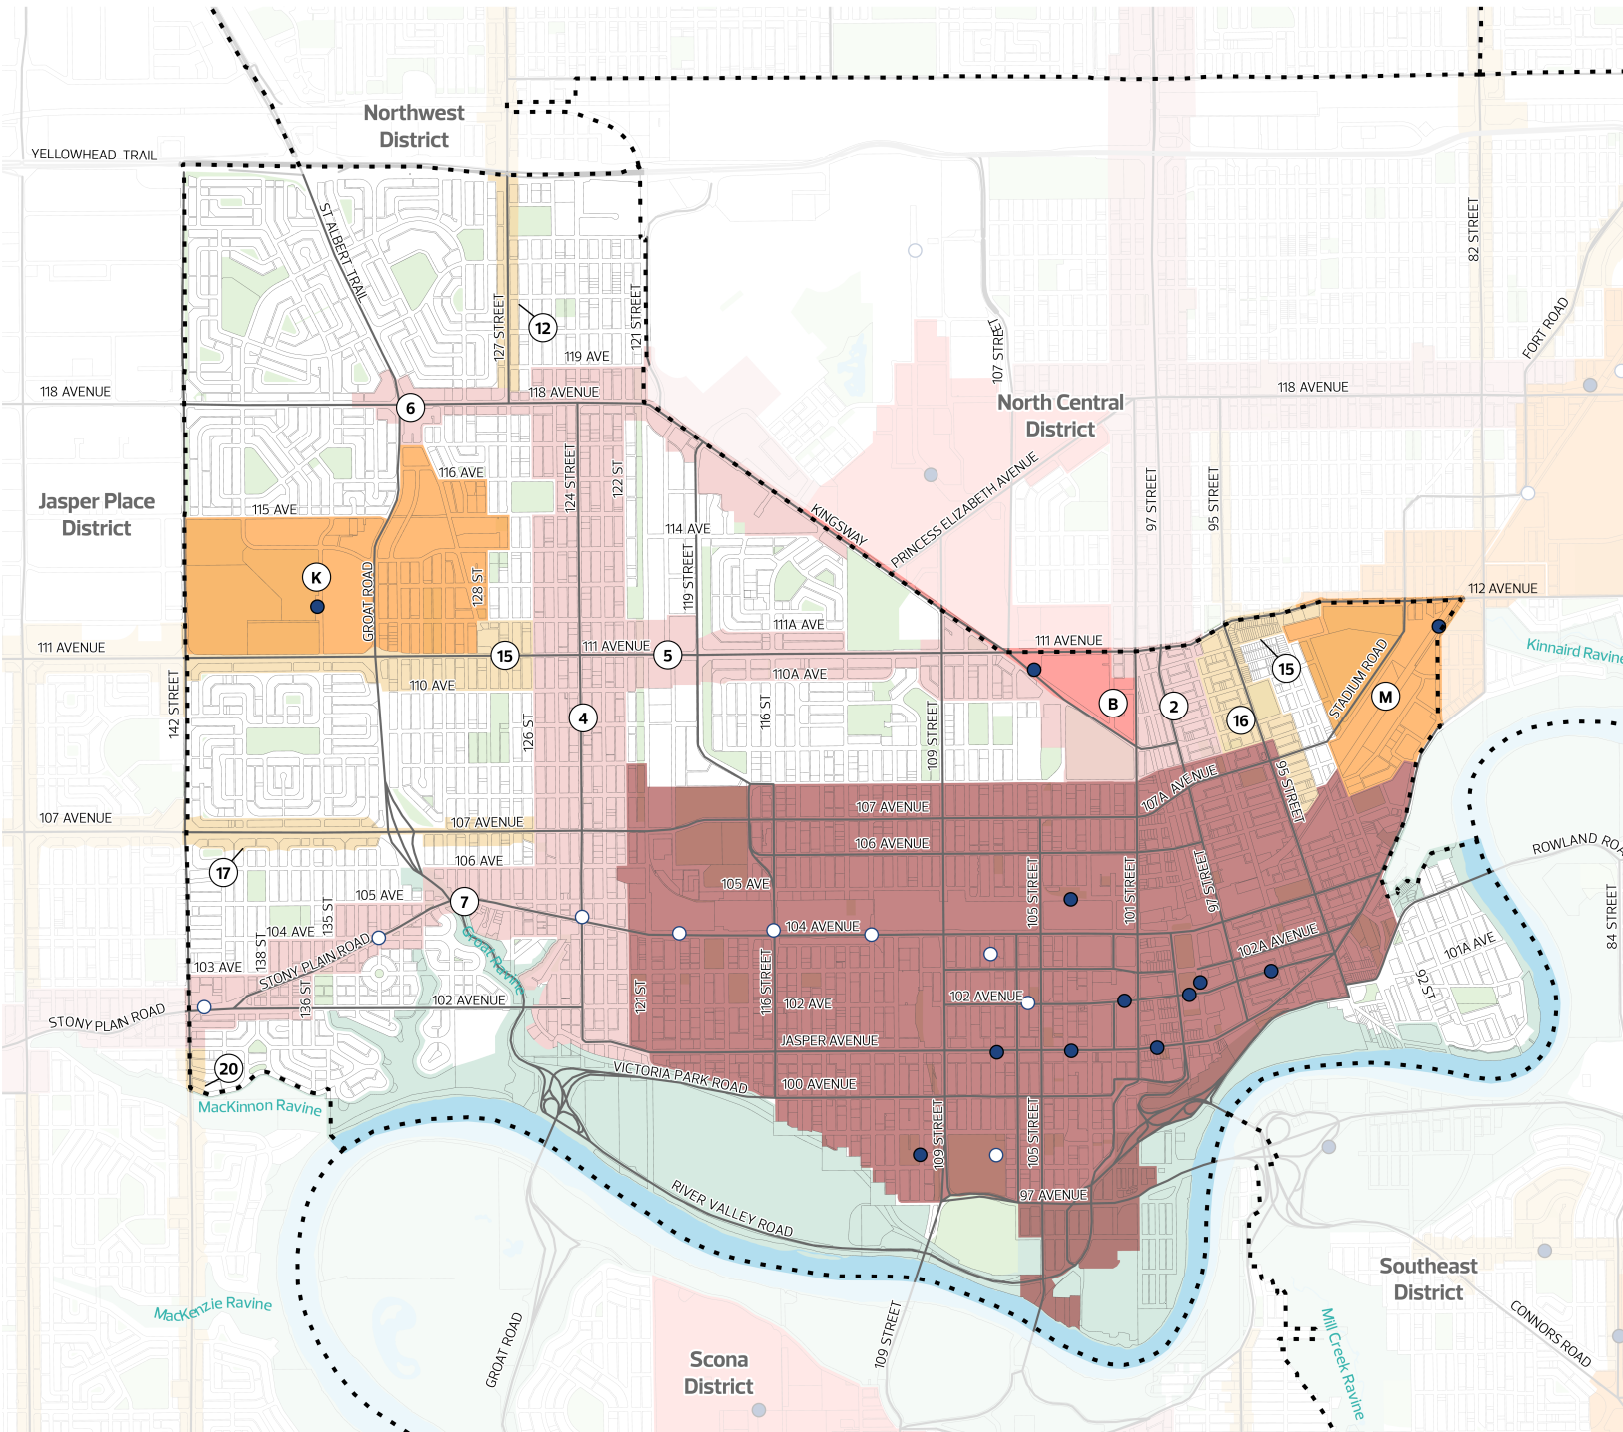 Northwest
District
YELLOWHEAD TRAIL
ST ALBERT TRAIL
127 STREET
12
121 STREET
119 AVE
118 AVENUE
118 AVENUE
118 AVENUE
6
107 STREET
82 STREET
FORT ROAD
North Central
District
Jasper Place
District
116 AVE
124 STREET
122 ST
115 AVE
114 AVE
KINGSWAY
PRINCESS ELIZABETH AVENUE
97 STREET
95 STREET
K
GROAT ROAD
128 ST
119 STREET
112 AVENUE
111A AVE
111 AVENUE
111 AVENUE
111 AVENUE
15
5
15
Kinnaird Ravine
110 AVE
110A AVE
142 STREET
126 ST
4
116 ST
109 STREET
B
2
16
M
STADIUM ROAD
107A AVENUE
95 STREET
107 AVENUE
107 AVENUE
107 AVENUE
106 AVENUE
106 AVE
17
105 AVE
105 AVE
105 STREET
101 STREET
97 STREET
ROWLAND ROAD
84 STREET
7
135 ST
104 AVE
104 AVENUE
138 ST
STONY PLAIN ROAD
Groat Ravine
102A AVENUE
101A AVE
103 AVE
136 ST
102 AVENUE
121 ST
116 STREET
102 AVE
102 AVENUE
92 ST
STONY PLAIN ROAD
JASPER AVENUE
20
VICTORIA PARK ROAD
100 AVENUE
MacKinnon Ravine
109 STREET
105 STREET
97 AVENUE
RIVER VALLEY ROAD
MacKenzie Ravine
Southeast
District
GROAT ROAD
109 STREET
Scona
District
Mill Creek Ravine
CONNORS ROAD